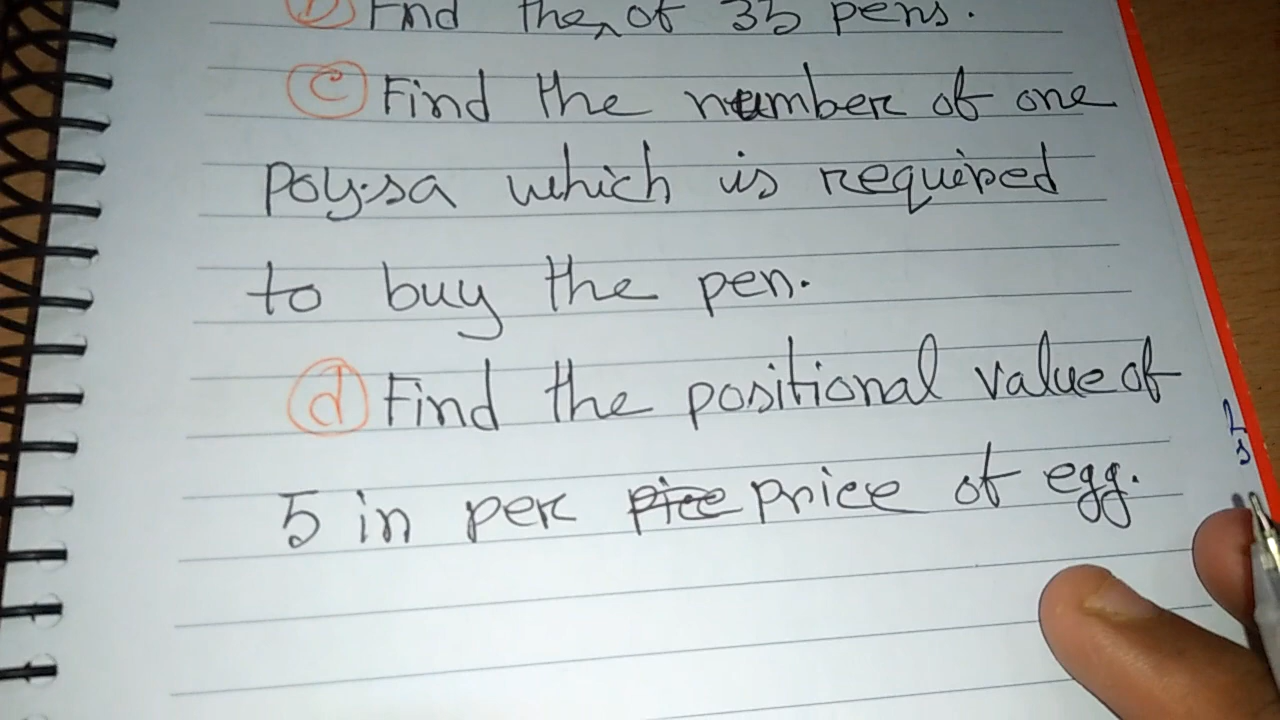 b) Find the ^ of 35 pens.
c) Find the number of one
poysa which is required
to buy the pen.
d) Find the positional value of
5 in per price of egg.